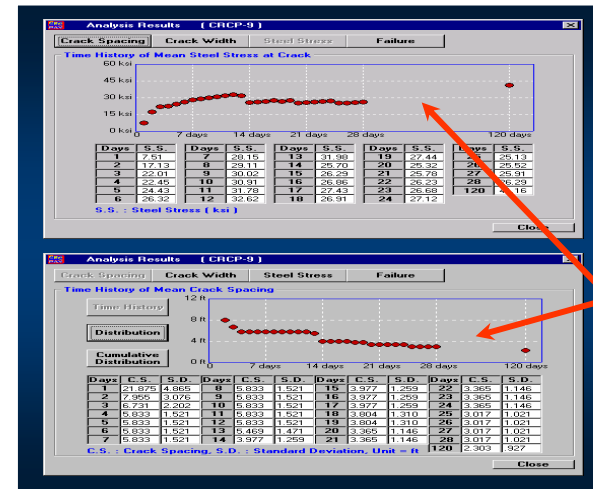 Analysis Results ( CRCP-9 )
Crack Spacing Crack Width Steel Stress Failure
Time History of Mean Steel Stress at Crack
60 ksi
45 ksi
30 ksi
15 ksi
0 ksi
0 7 days 14 days 21 days 28 days 120 days
Days S.S. Days S.S. Days S.S. Days S.S. Days S.S.
1 7.51 7 28.15 13 31.98 19 27.44 25 25.13
2 17.13 8 29.11 14 25.70 20 25.32 26 25.52
3 22.01 9 30.02 15 26.29 21 25.78 27 25.91
4 22.45 10 30.91 16 26.86 22 26.23 28 26.29
5 24.43 11 31.78 17 27.43 23 26.68 120 .16
6 26.32 12 32.62 18 26.91 24 27.12
S.S. : Steel Stress ( ksi )
Close
Analysis Results ( CRCP-9 )
Crack Spacing Crack Width Steel Stress Failure
Time History of Mean Crack Spacing
Time History
Distribution
Cumulative
Distribution
12 ft
8 ft
4 ft
0 ft
0 7 days 14 days 21 days 28 days 120 days
Days C.S. S.D. Days C.S. S.D. Days C.S. S.D. Days C.S. S.D.
1 21.875 4.865 8 5.833 1.521 15 3.977 1.259 22 3.365 1.146
2 7.955 3.076 9 5.833 1.521 16 3.977 1.259 23 3.365 1.146
3 6.731 2.202 10 5.833 1.521 17 3.977 1.259 24 3.365 1.146
4 5.833 1.521 11 5.833 1.521 18 3.804 1.310 25 3.017 1.021
5 5.833 1.521 12 5.833 1.521 19 3.804 1.310 26 3.017 1.021
6 5.833 1.521 13 5.469 1.471 20 3.365 1.146 27 3.017 1.021
7 5.833 1.521 14 3.977 1.259 21 3.365 1.146 28 3.017 1.021
120 2.303 .927
C.S. : Crack Spacing, S.D. : Standard Deviation, Unit = ft
Close